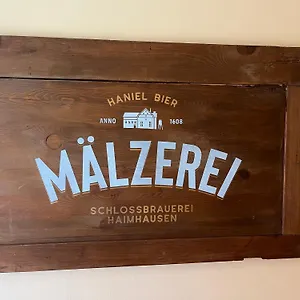 HANIEL BIER
ANNO 1608
MÄLZEREI
SCHLOSSBRAUEREI
HAIMHAUSEN